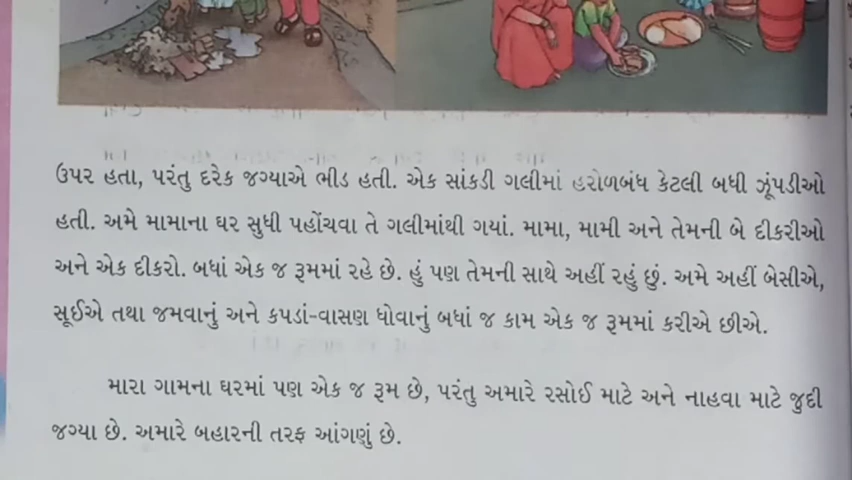 ઉપર હતા, પરંતુ દરેક જગ્યાએ ભીડ હતી. એક સાંકડી ગલીમાં હરોળબંધ કેટલી બધી ઝૂંપડીઓ
હતી. અમે મામાના ઘર સુધી પહોંચવા તે ગલીમાંથી ગયાં. મામા, મામી અને તેમની બે દીકરીઓ
અને એક દીકરો. બધાં એક જ રૂમમાં રહે છે. હું પણ તેમની સાથે અહીં રહું છું. અમે અહીં બેસીએ,
સૂઈએ તથા જમવાનું અને કપડાં-વાસણ ધોવાનું બધાં જ કામ એક જ રૂમમાં કરીએ છીએ.
મારા ગામના ઘરમાં પણ એક જ રૂમ છે, પરંતુ અમારે રસોઈ માટે અને નાહવા માટે જુદી
જગ્યા છે. અમારે બહારની તરફ આંગણું છે.